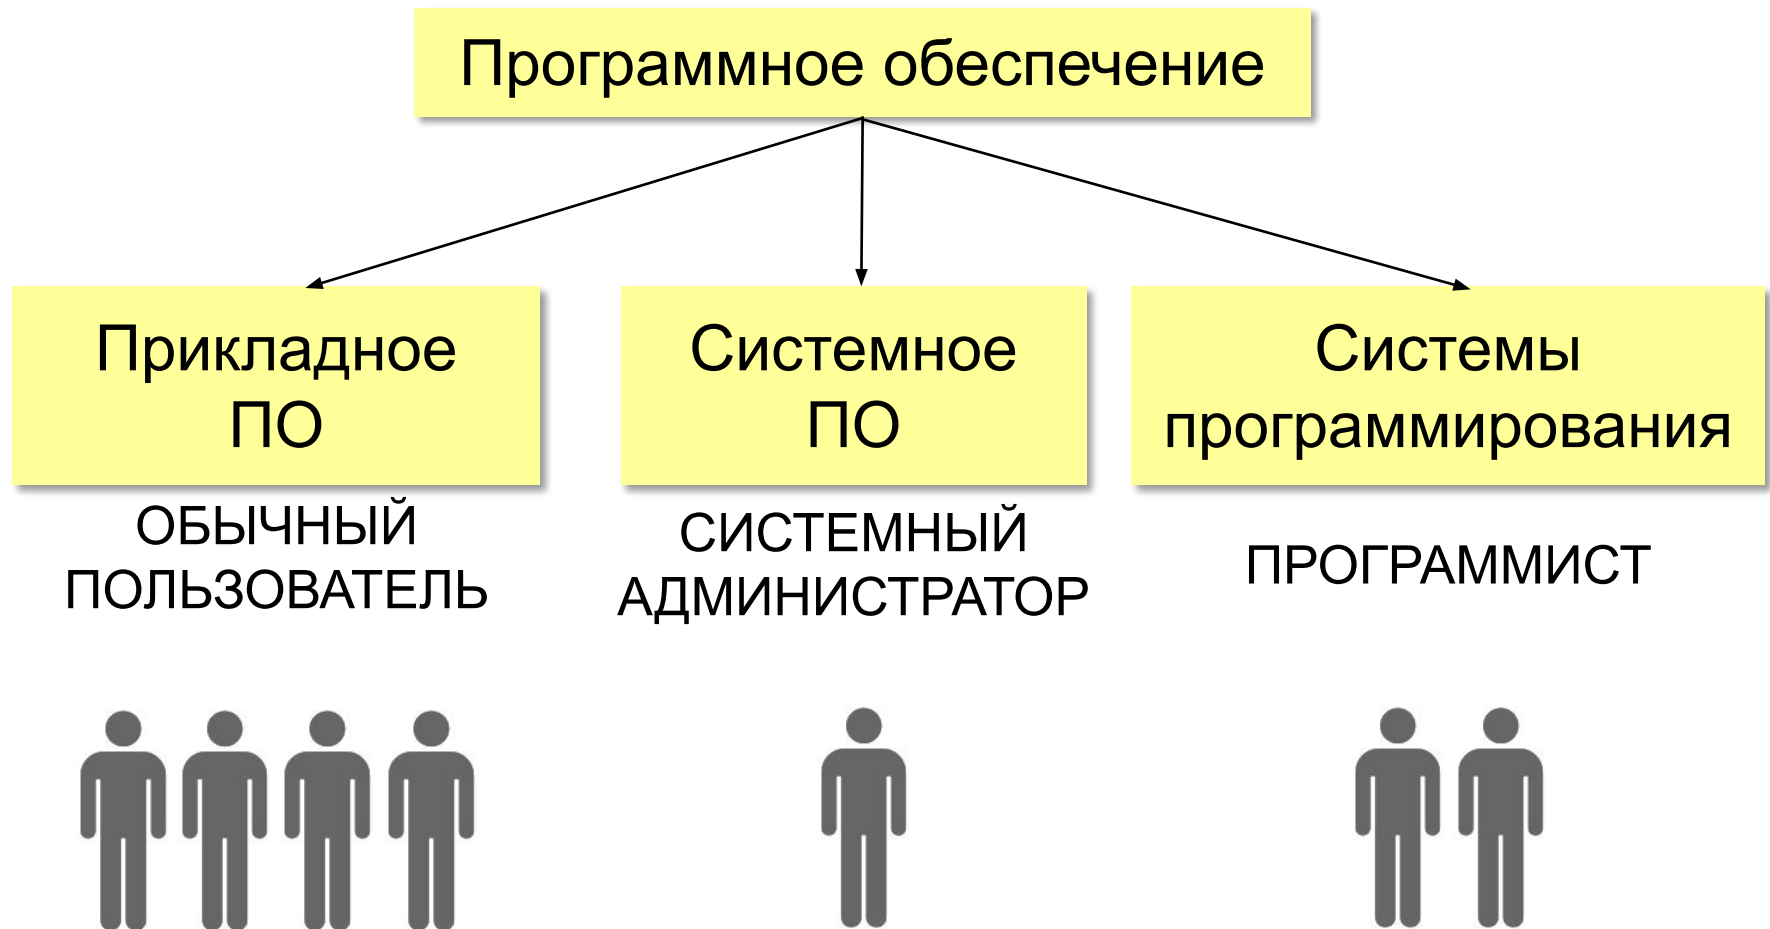 Программное обеспечение
Прикладное
ПО
Системное
ПО
Системы
программирования
ОБЫЧНЫЙ
ПОЛЬЗОВАТЕЛЬ
СИСТЕМНЫЙ
АДМИНИСТРАТОР
ПРОГРАММИСТ